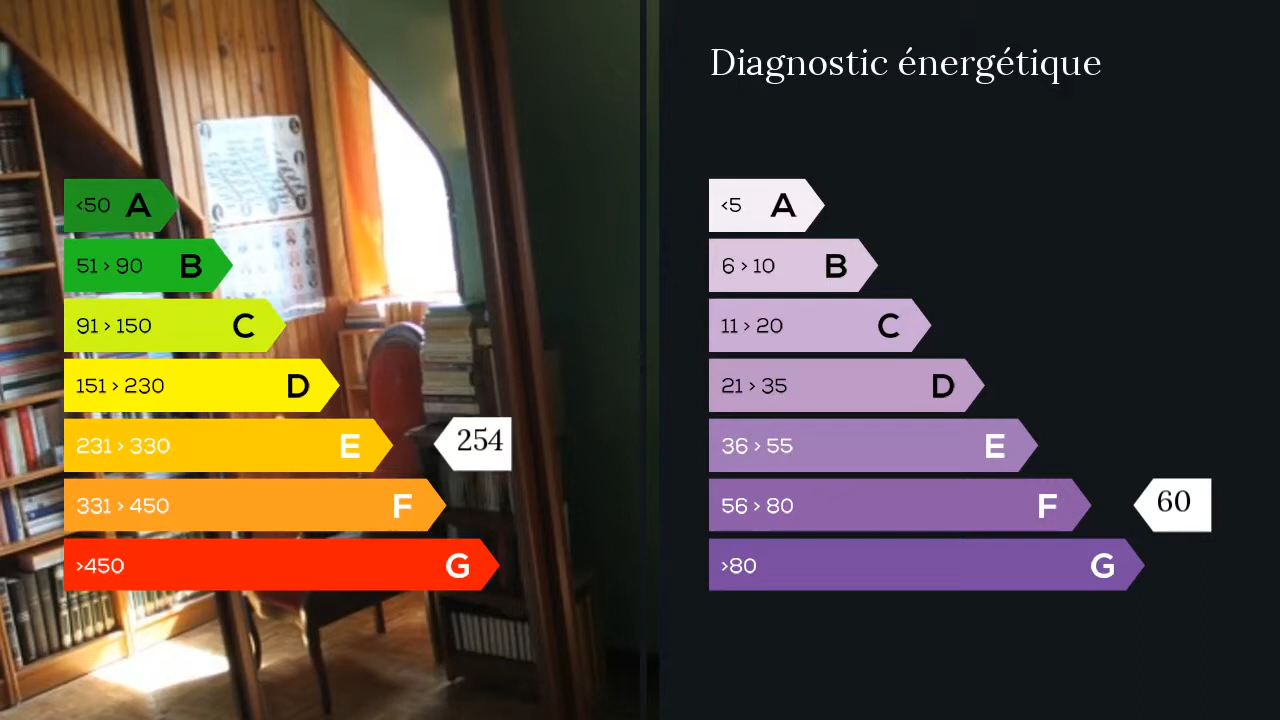 Diagnostic énergétique
<50 A
51 > 90 B
91 > 150 C
151 > 230 D
231 > 330 E
254
331 > 450 F
>450 G
<5 A
6 > 10 B
11 > 20 C
21 > 35 D
36 > 55 E
56 > 80 F
60
>80 G